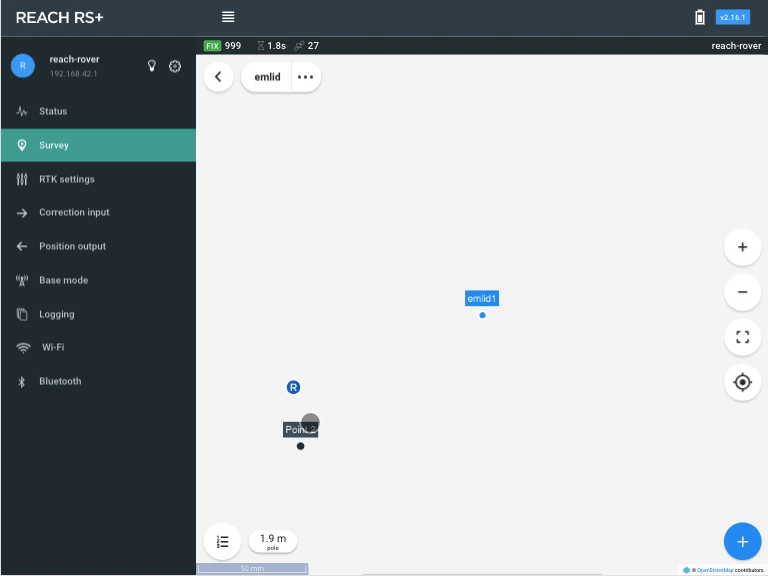 REACH RS+
v2.16.1
FIX 999 1.8s 27
reach-rover
R
reach-rover
192.168.42.1
emlid
Status
Survey
RTK settings
Correction input
Position output
Base mode
Logging
Wi-Fi
Bluetooth
emlid1
R
Point 2
1.9 m
pole
50 mm
© OpenStreetMap contributors.